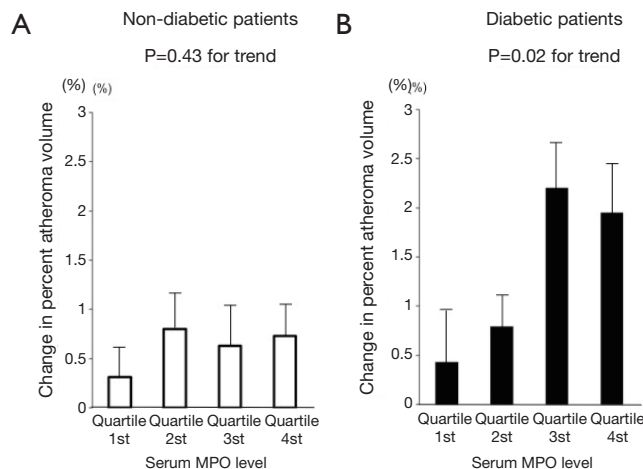 A
Non-diabetic patients
P=0.43 for trend
(%) (%)
Change in percent atheroma volume
3
2.5
2
1.5
1
0.5
0
Quartile Quartile Quartile Quartile
1st 2st 3st 4st
Serum MPO level
B
Diabetic patients
P=0.02 for trend
(%)%)
Change in percent atheroma volume
3
2.5
2
1.5
1
0.5
0
Quartile Quartile Quartile Quartile
1st 2st 3st 4st
Serum MPO level